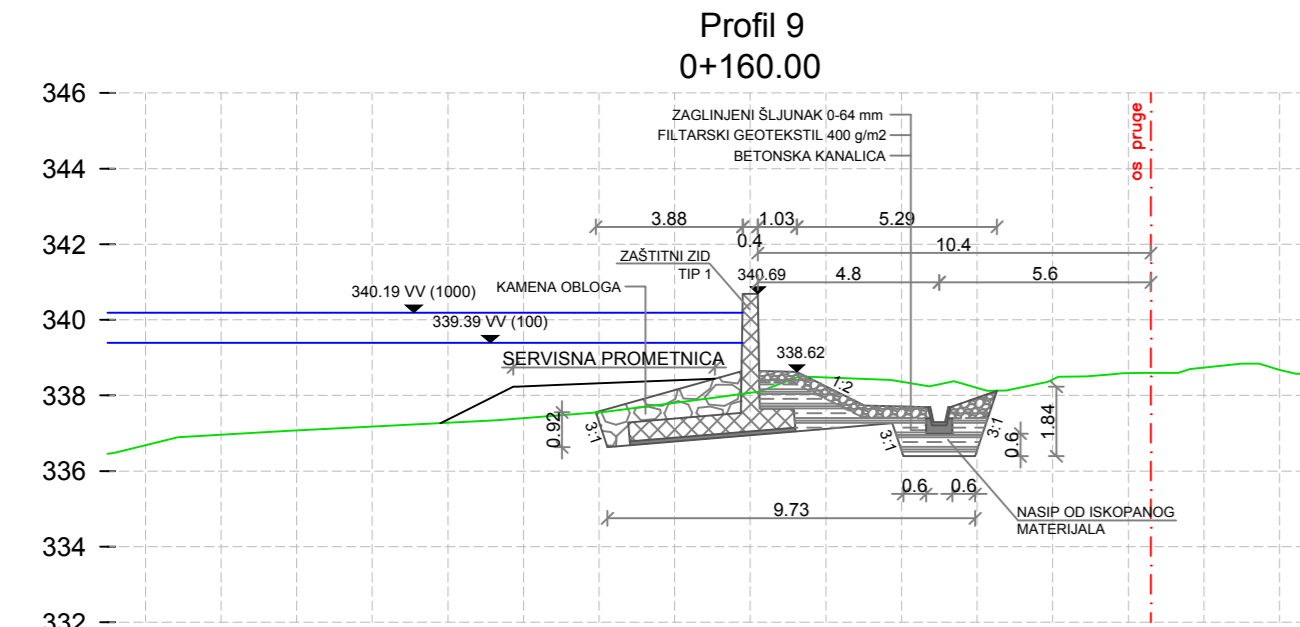 Profil 9
0+160.00
346
344
342
340
338
336
334
332
ZAGLINJENI ŠLJUNAK 0-64 mm
FILTARSKI GEOTEKSTIL 400 g/m2
BETONSKA KANALICA
os pruge
3.88
1.03
5.29
0.4
10.4
ZAŠTITNI ZID
TIP 1
340.69
4.8
5.6
KAMENA OBLOGA
340.19 VV (1000)
339.39 VV (100)
SERVISNA PROMETNICA
338.62
1:2
0.92
3:1
3:1
3:1
0.6
1.84
0.6
0.6
9.73
NASIP OD ISKOPANOG
MATERIJALA